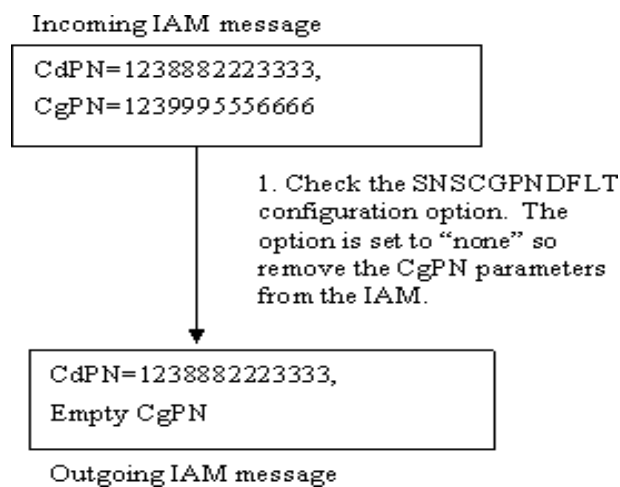 Incoming IAM message
CdPN=1238882223333,
CgPN=1239995556666
1. Check the SNSCGPNDFLT
configuration option. The
option is set to “none” so
remove the CgPN parameters
from the IAM.
CdPN=1238882223333,
Empty CgPN
Outgoing IAM message